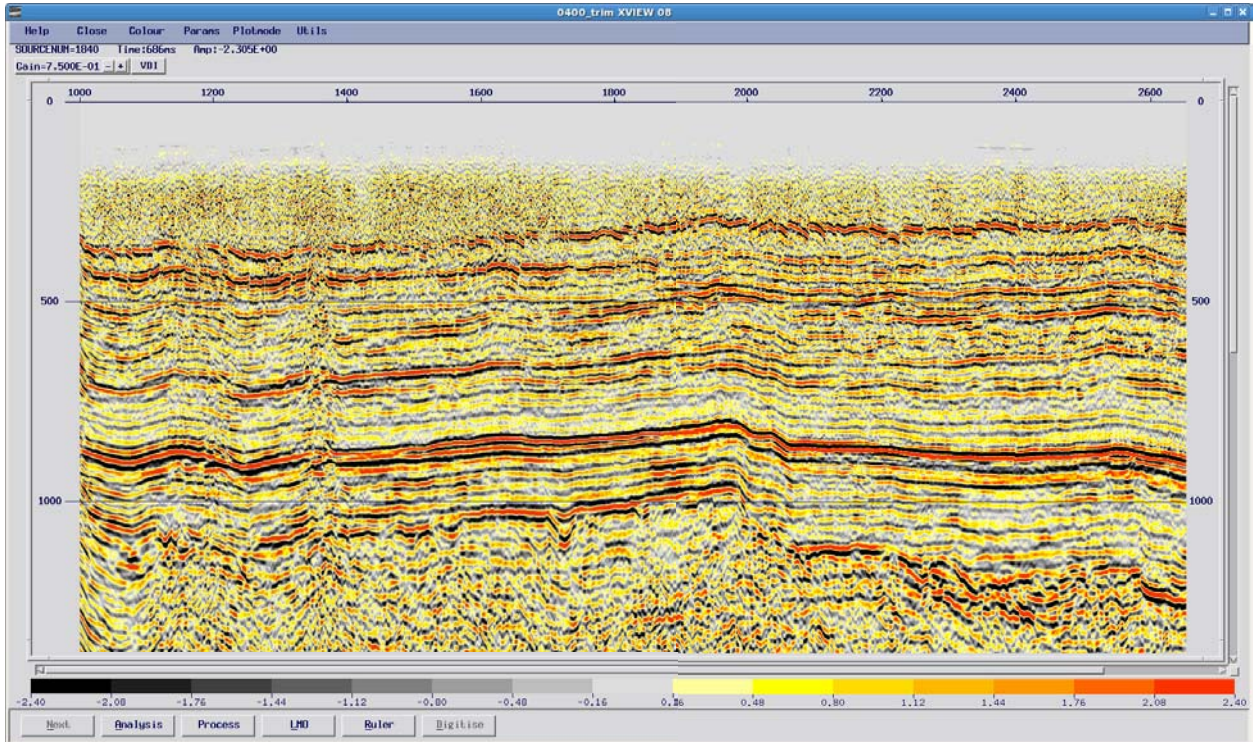 0400_trim XVIEW 08
Help Close Colour Params Plotmode Utils
SOURCENUM=1840 Time:686ms Amp:-2.305E+00
Gain=7.500E-01 - + VDI
1000 1200 1400 1600 1800 2000 2200 2400 2600
0 0
500 500
1000 1000
-2.40 -2.08 -1.76 -1.44 -1.12 -0.80 -0.48 -0.16 0.16 0.48 0.80 1.12 1.44 1.76 2.08 2.40
Next Analysis Process LMO Ruler Digitise